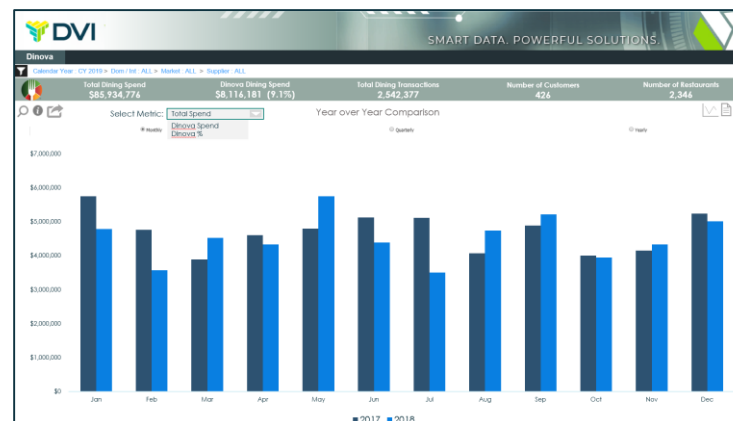 DVI
SMART DATA. POWERFUL SOLUTIONS.
Dinova
Calendar Year : CY 2019 > Dom / Int : ALL > Market : ALL > Supplier : ALL
Total Dining Spend
$85,934,776
Dinova Dining Spend
$8,116,181 (9.1%)
Total Dining Transactions
2,542,377
Number of Customers
426
Number of Restaurants
2,346
Select Metric:
Total Spend
Dinova Spend
Dinova %
Year over Year Comparison
Monthly
Quarterly
Yearly
$7,000,000
$6,000,000
$5,000,000
$4,000,000
$3,000,000
$2,000,000
$1,000,000
$0
Jan Feb Mar Apr May Jun Jul Aug Sep Oct Nov Dec
2017 2018